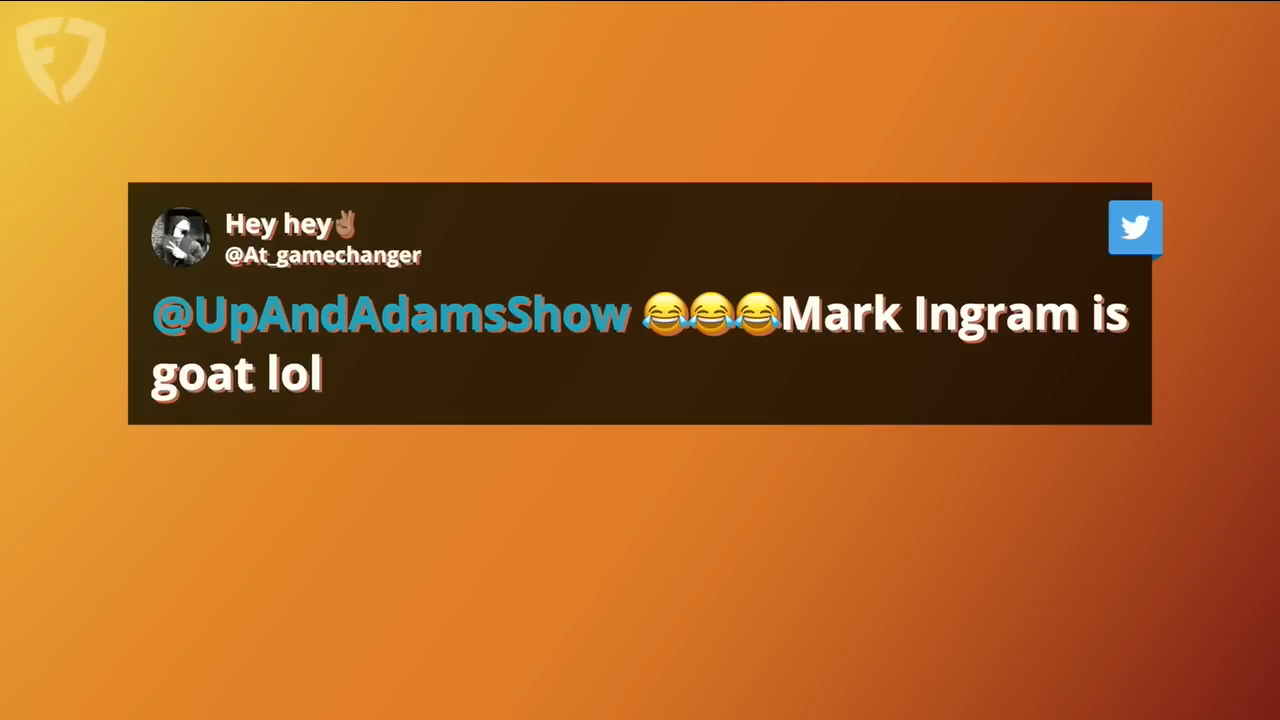 Hey hey✌🏽
@At_gamechanger
@UpAndAdamsShow 😂😂😂Mark Ingram is
goat lol